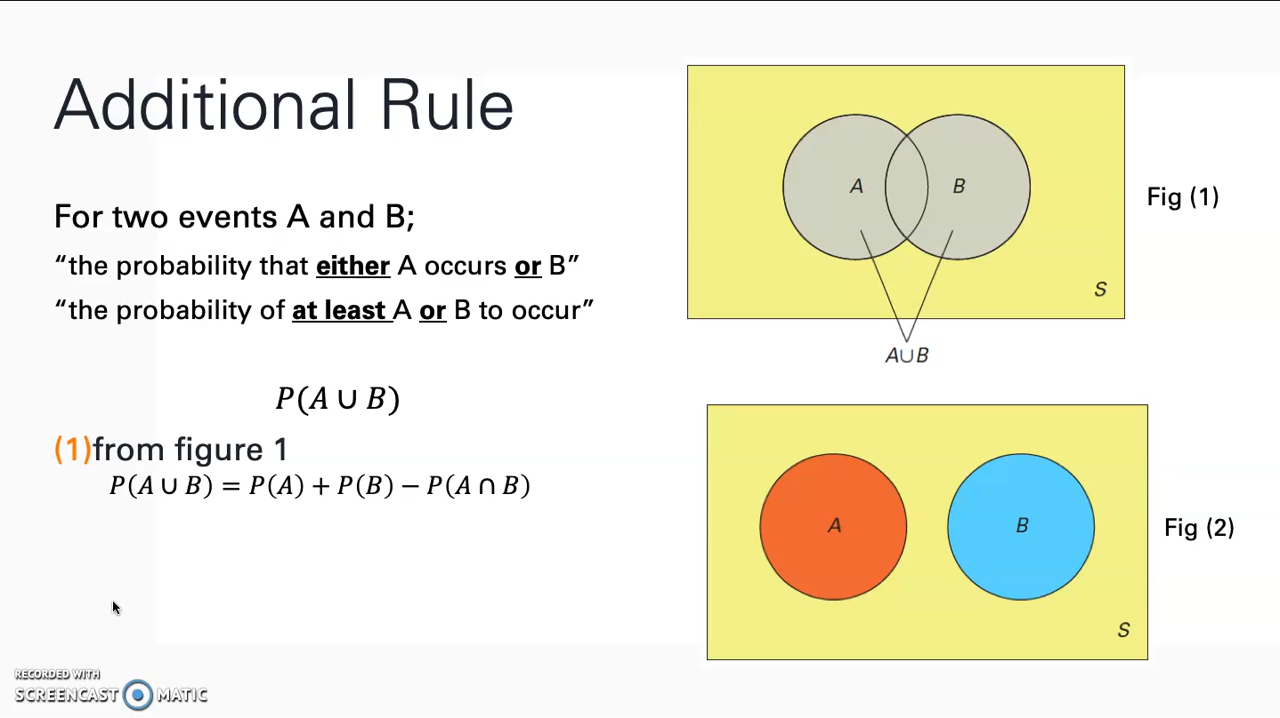 Additional Rule
For two events A and B;
“the probability that either A occurs or B”
“the probability of at least A or B to occur”
P(A ∪ B)
(1)from figure 1
P(A ∪ B) = P(A) + P(B) − P(A ∩ B)
A
B
S
A∪B
Fig (1)
A
B
S
Fig (2)
RECORDED WITH
SCREENCAST MATIC